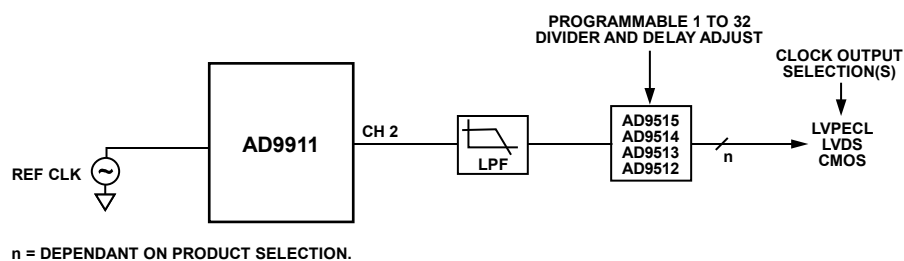 PROGRAMMABLE 1 TO 32
DIVIDER AND DELAY ADJUST
CLOCK OUTPUT
SELECTION(S)
AD9911
CH 2
REF CLK
LPF
AD9515
AD9514
AD9513
AD9512
n
LVPECL
LVDS
CMOS
n = DEPENDANT ON PRODUCT SELECTION.